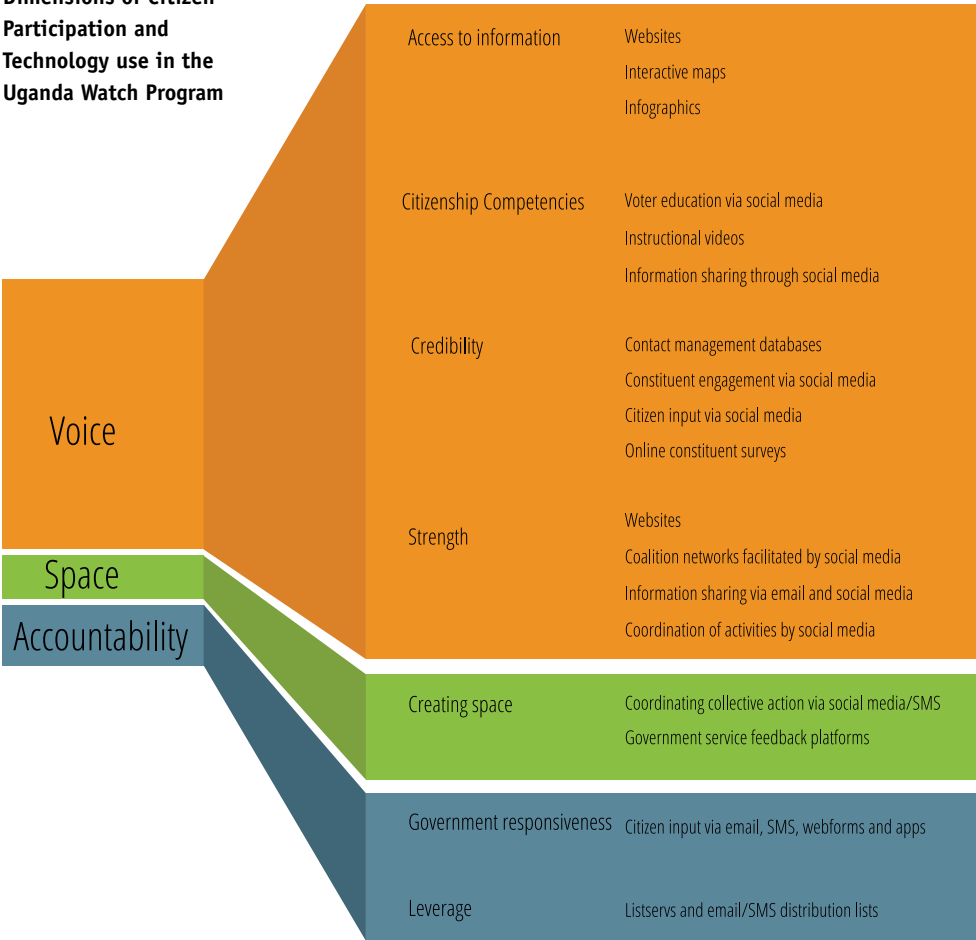 Dimensions of Citizen
Participation and
Technology use in the
Uganda Watch Program
Voice
Access to information
Websites
Interactive maps
Infographics
Citizenship Competencies
Voter education via social media
Instructional videos
Information sharing through social media
Credibility
Contact management databases
Constituent engagement via social media
Citizen input via social media
Online constituent surveys
Strength
Websites
Coalition networks facilitated by social media
Information sharing via email and social media
Coordination of activities by social media
Space
Creating space
Coordinating collective action via social media/SMS
Government service feedback platforms
Accountability
Government responsiveness
Citizen input via email, SMS, webforms and apps
Leverage
Listservs and email/SMS distribution lists